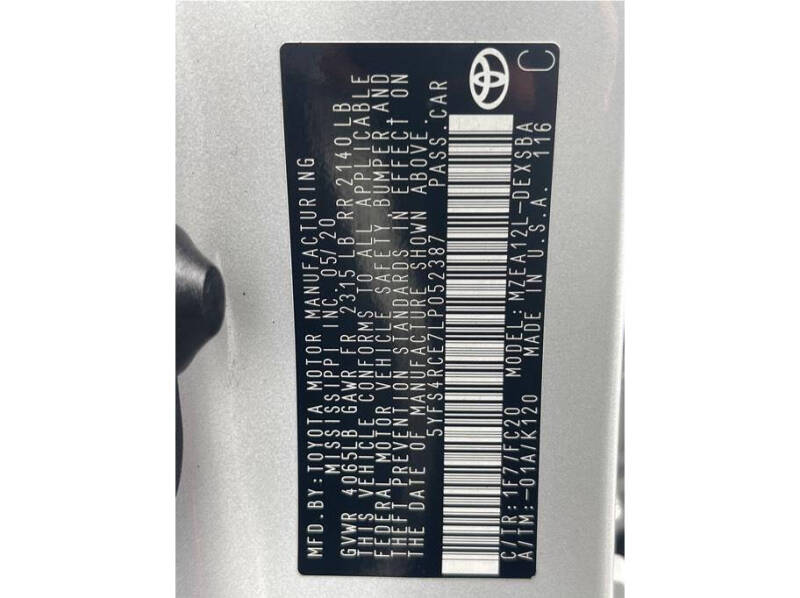 MFD.BY:TOYOTA MOTOR MANUFACTURING
MISSISSIPPI INC. 05/20
GVWR 4065LB GAWR FR 2315 LB RR 2140LB
THIS VEHICLE CONFORMS TO ALL APPLICABLE
FEDERAL MOTOR VEHICLE SAFETY, BUMPER, AND
THEFT PREVENTION STANDARDS IN EFFECT ON
THE DATE OF MANUFACTURE SHOWN ABOVE.
5YFS4RCE7LP052387 PASS.CAR
C/TR:1F7/FC20 MODEL:MZEA12L-DEXSBA
A/TM:-01A/K120 MADE IN U.S.A. 116
C